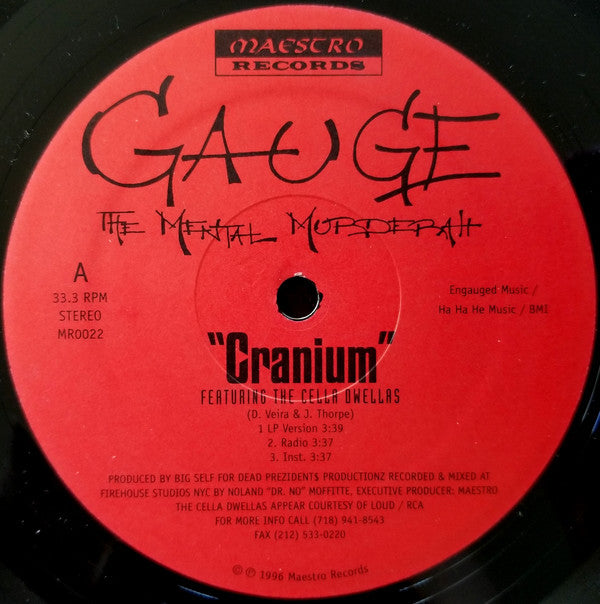 MAESTRO
RECORDS
GAUGE
THE MENTAL MURDERAH
A
33.3 RPM
STEREO
MR0022
Engauged Music /
Ha Ha He Music / BMI
"Cranium"
FEATURING THE CELLA DWELLAS
(D. Veira & J. Thorpe)
1 LP Version 3:39
2. Radio 3:37
3. Inst. 3:37
PRODUCED BY BIG SELF FOR DEAD PREZIDENT$ PRODUCTIONZ RECORDED & MIXED AT
FIREHOUSE STUDIOS NYC BY NOLAND "DR. NO" MOFFITTE, EXECUTIVE PRODUCER: MAESTRO
THE CELLA DWELLAS APPEAR COURTESY OF LOUD / RCA
FOR MORE INFO CALL (718) 941-8543
FAX (212) 533-0220
© ℗ 1996 Maestro Records